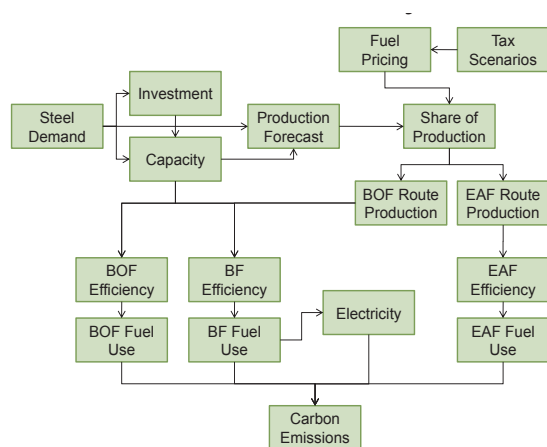 Fuel
Pricing
Tax
Scenarios
Investment
Steel
Demand
Production
Forecast
Share of
Production
Capacity
BOF Route
Production
EAF Route
Production
BOF
Efficiency
BF
Efficiency
EAF
Efficiency
Electricity
BOF Fuel
Use
BF Fuel
Use
EAF Fuel
Use
Carbon
Emissions